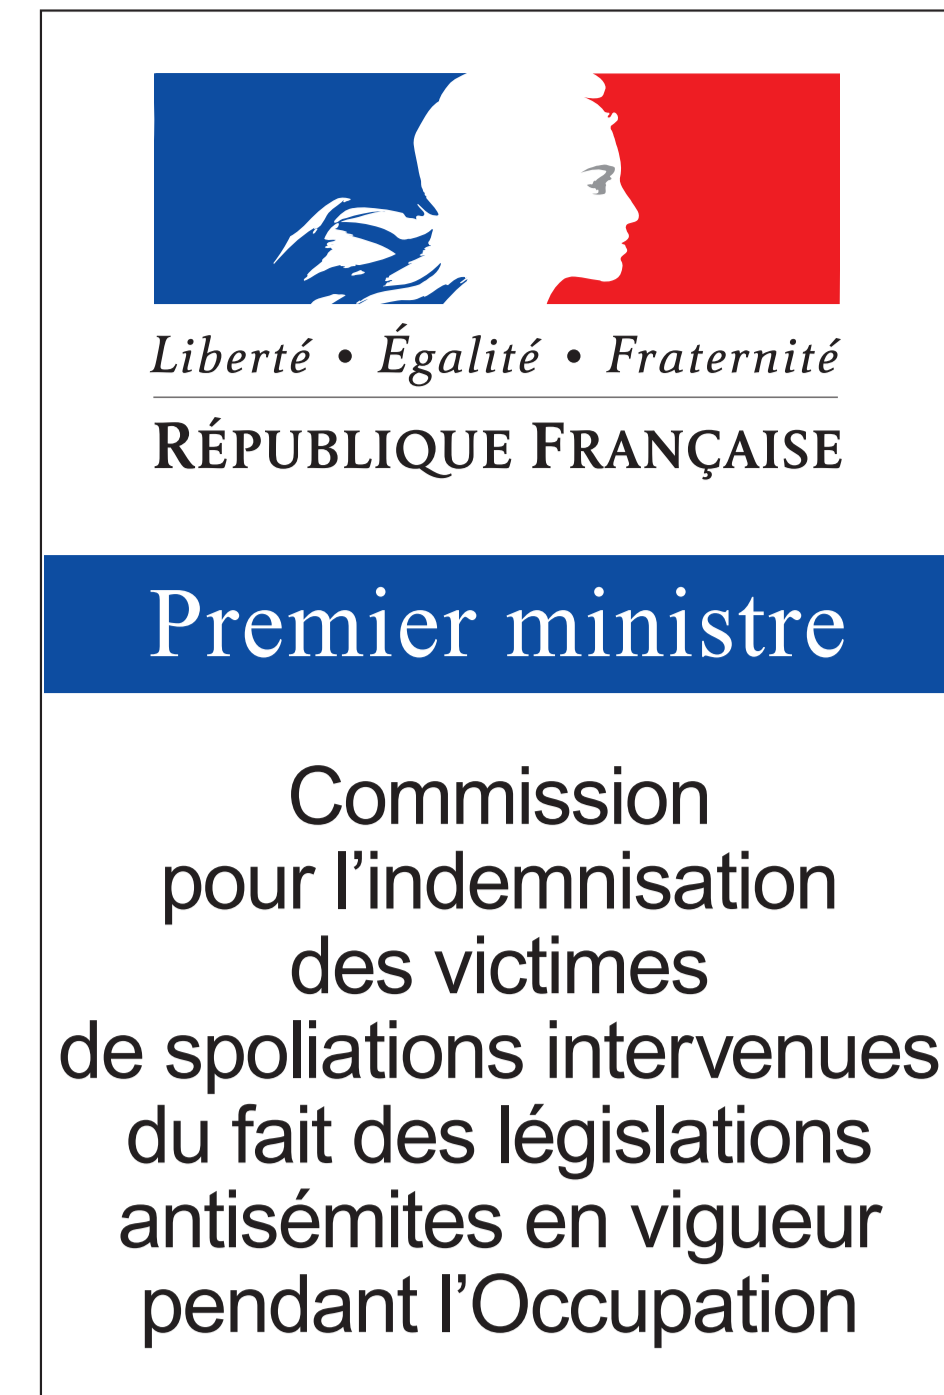 Liberté • Égalité • Fraternité
RÉPUBLIQUE FRANÇAISE
Premier ministre
Commission
pour l’indemnisation
des victimes
de spoliations intervenues
du fait des législations
antisémites en vigueur
pendant l’Occupation